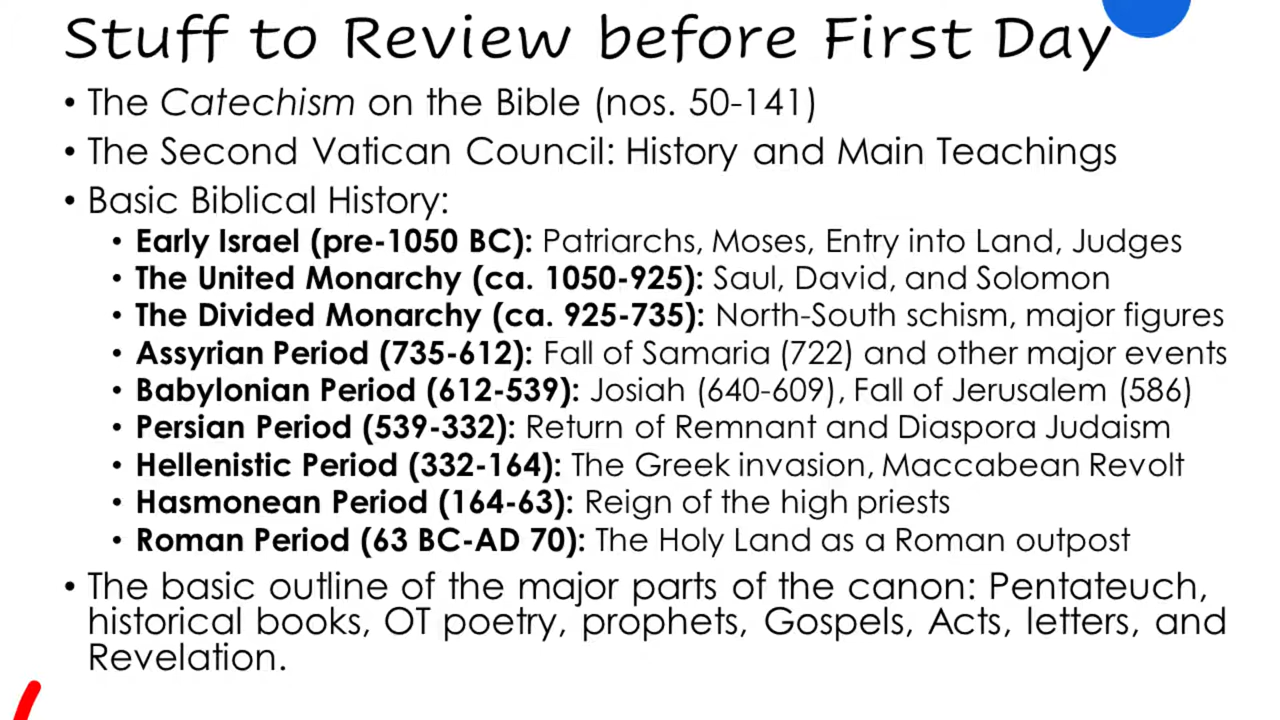 Stuff to Review before First Day
• The Catechism on the Bible (nos. 50-141)
• The Second Vatican Council: History and Main Teachings
• Basic Biblical History:
• Early Israel (pre-1050 BC): Patriarchs, Moses, Entry into Land, Judges
• The United Monarchy (ca. 1050-925): Saul, David, and Solomon
• The Divided Monarchy (ca. 925-735): North-South schism, major figures
• Assyrian Period (735-612): Fall of Samaria (722) and other major events
• Babylonian Period (612-539): Josiah (640-609), Fall of Jerusalem (586)
• Persian Period (539-332): Return of Remnant and Diaspora Judaism
• Hellenistic Period (332-164): The Greek invasion, Maccabean Revolt
• Hasmonean Period (164-63): Reign of the high priests
• Roman Period (63 BC-AD 70): The Holy Land as a Roman outpost
• The basic outline of the major parts of the canon: Pentateuch,
historical books, OT poetry, prophets, Gospels, Acts, letters, and
Revelation.